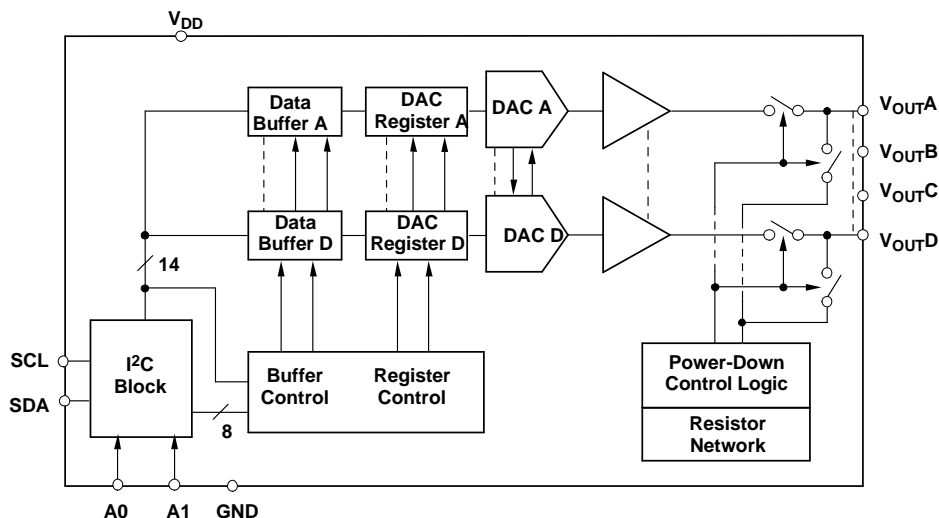 VDD
Data
Buffer A
DAC
Register A
DAC A
VOUTA
VOUTB
VOUTC
Data
Buffer D
DAC
Register D
DAC D
VOUTD
14
SCL
SDA
I²C
Block
Buffer
Control
Register
Control
8
Power-Down
Control Logic
Resistor
Network
A0
A1
GND